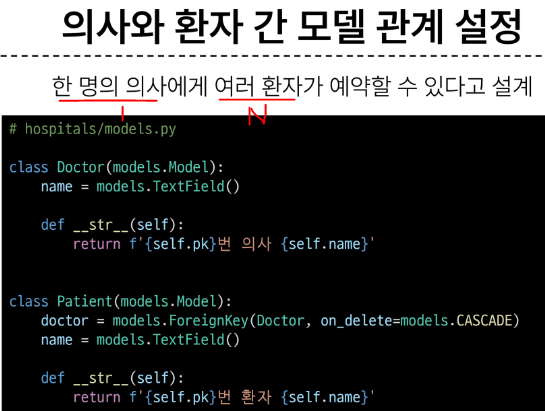 의사와 환자 간 모델 관계 설정
한 명의 의사에게 여러 환자가 예약할 수 있다고 설계
1 N
# hospitals/models.py
class Doctor(models.Model):
    name = models.TextField()
    def __str__(self):
        return f'{self.pk}번 의사 {self.name}'
class Patient(models.Model):
    doctor = models.ForeignKey(Doctor, on_delete=models.CASCADE)
    name = models.TextField()
    def __str__(self):
        return f'{self.pk}번 환자 {self.name}'